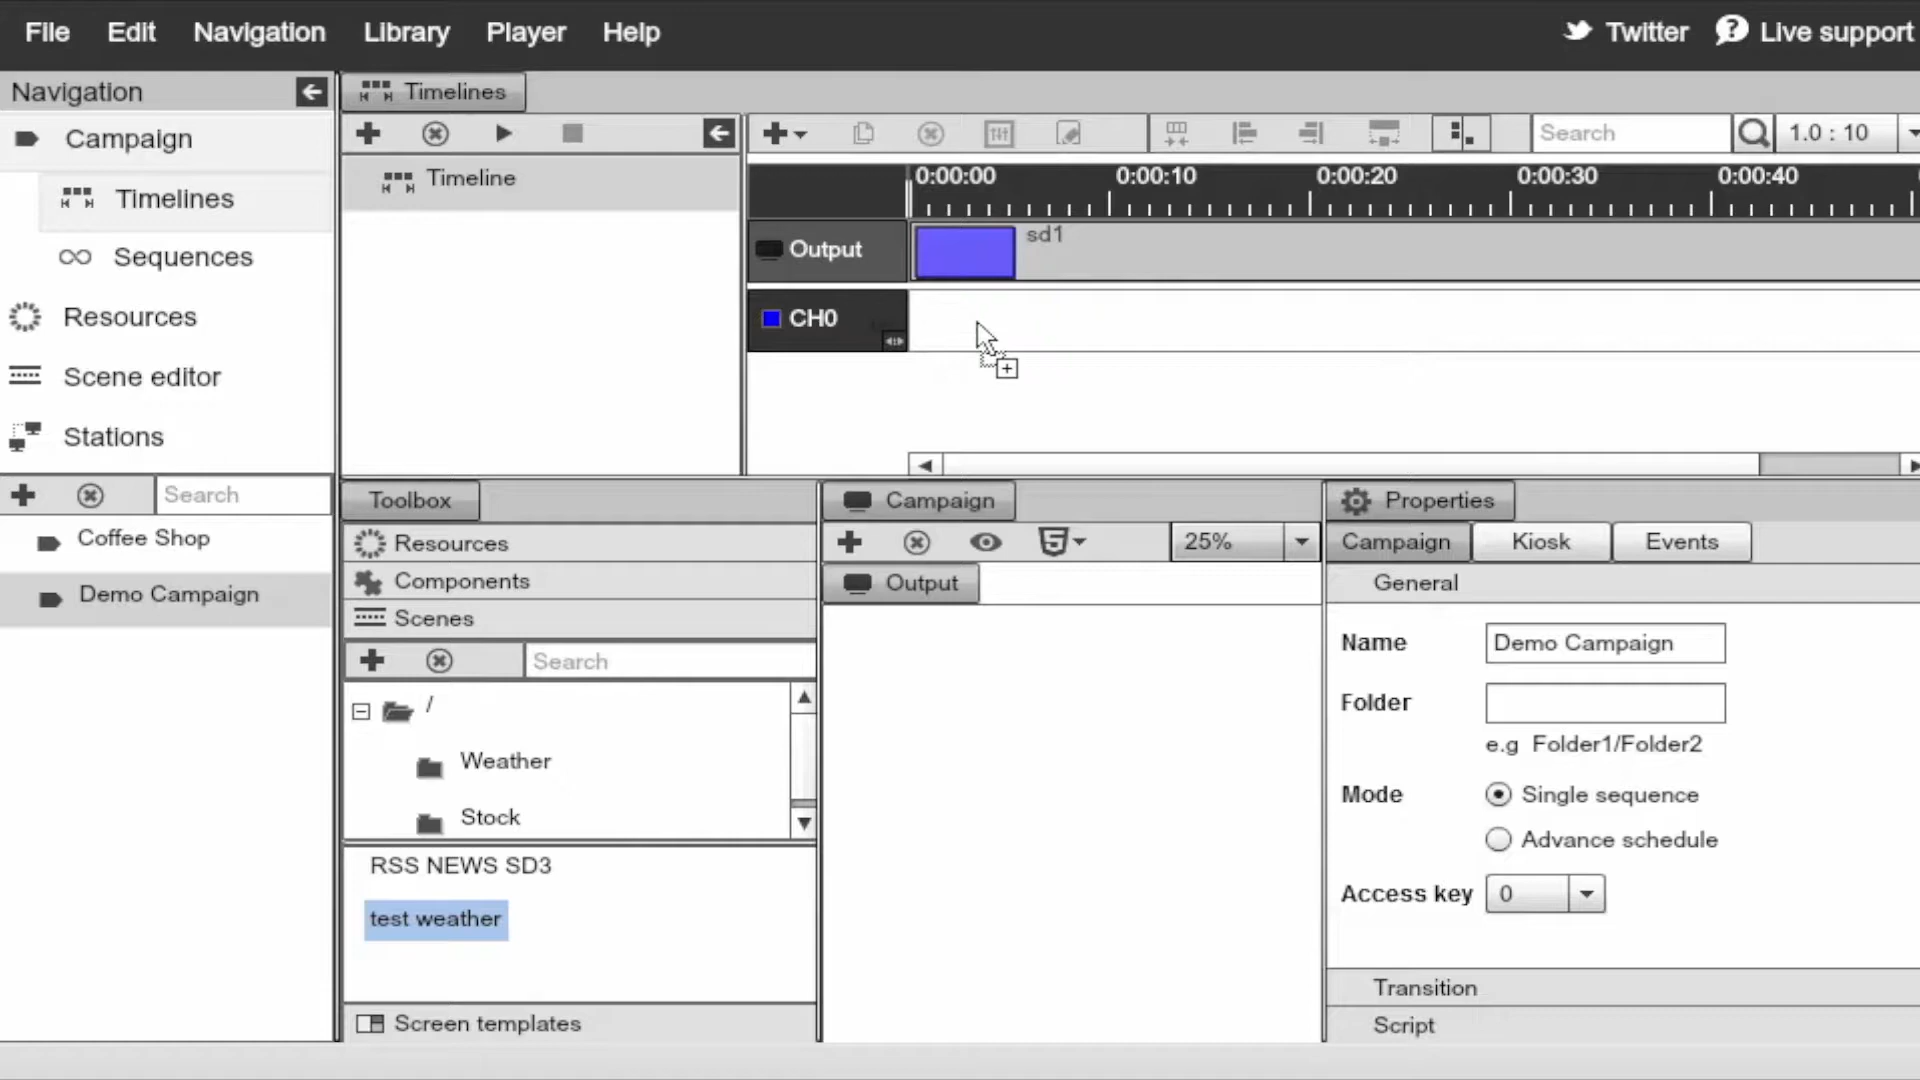 File Edit Navigation Library Player Help Twitter Live support
Navigation
Timelines
Campaign
Search
1.0 : 10
Timelines
Sequences
Resources
Scene editor
Stations
Timeline
0:00:00 0:00:10 0:00:20 0:00:30 0:00:40
Output
sd1
CH0
Search
Coffee Shop
Demo Campaign
Toolbox
Resources
Components
Scenes
Search
/
Weather
Stock
RSS NEWS SD3
test weather
Screen templates
Campaign
25%
Output
Properties
Campaign Kiosk Events
General
Name Demo Campaign
Folder
e.g Folder1/Folder2
Mode Single sequence
Advance schedule
Access key 0
Transition
Script